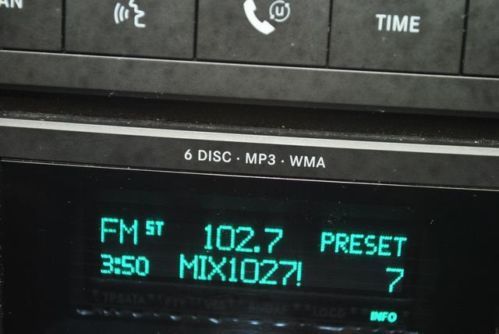 AN
TIME
6 DISC · MP3 · WMA
FM ST 102.7 PRESET
3:50 MIX1027! 7
INFO